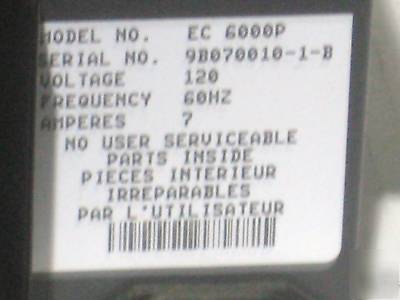 MODEL NO. EC 6000P
SERIAL NO. 9B070010-1-B
VOLTAGE 120
FREQUENCY 60HZ
AMPERES 7
NO USER SERVICEABLE
PARTS INSIDE
PIECES INTERIEUR
IRREPARABLES
PAR L'UTILISATEUR